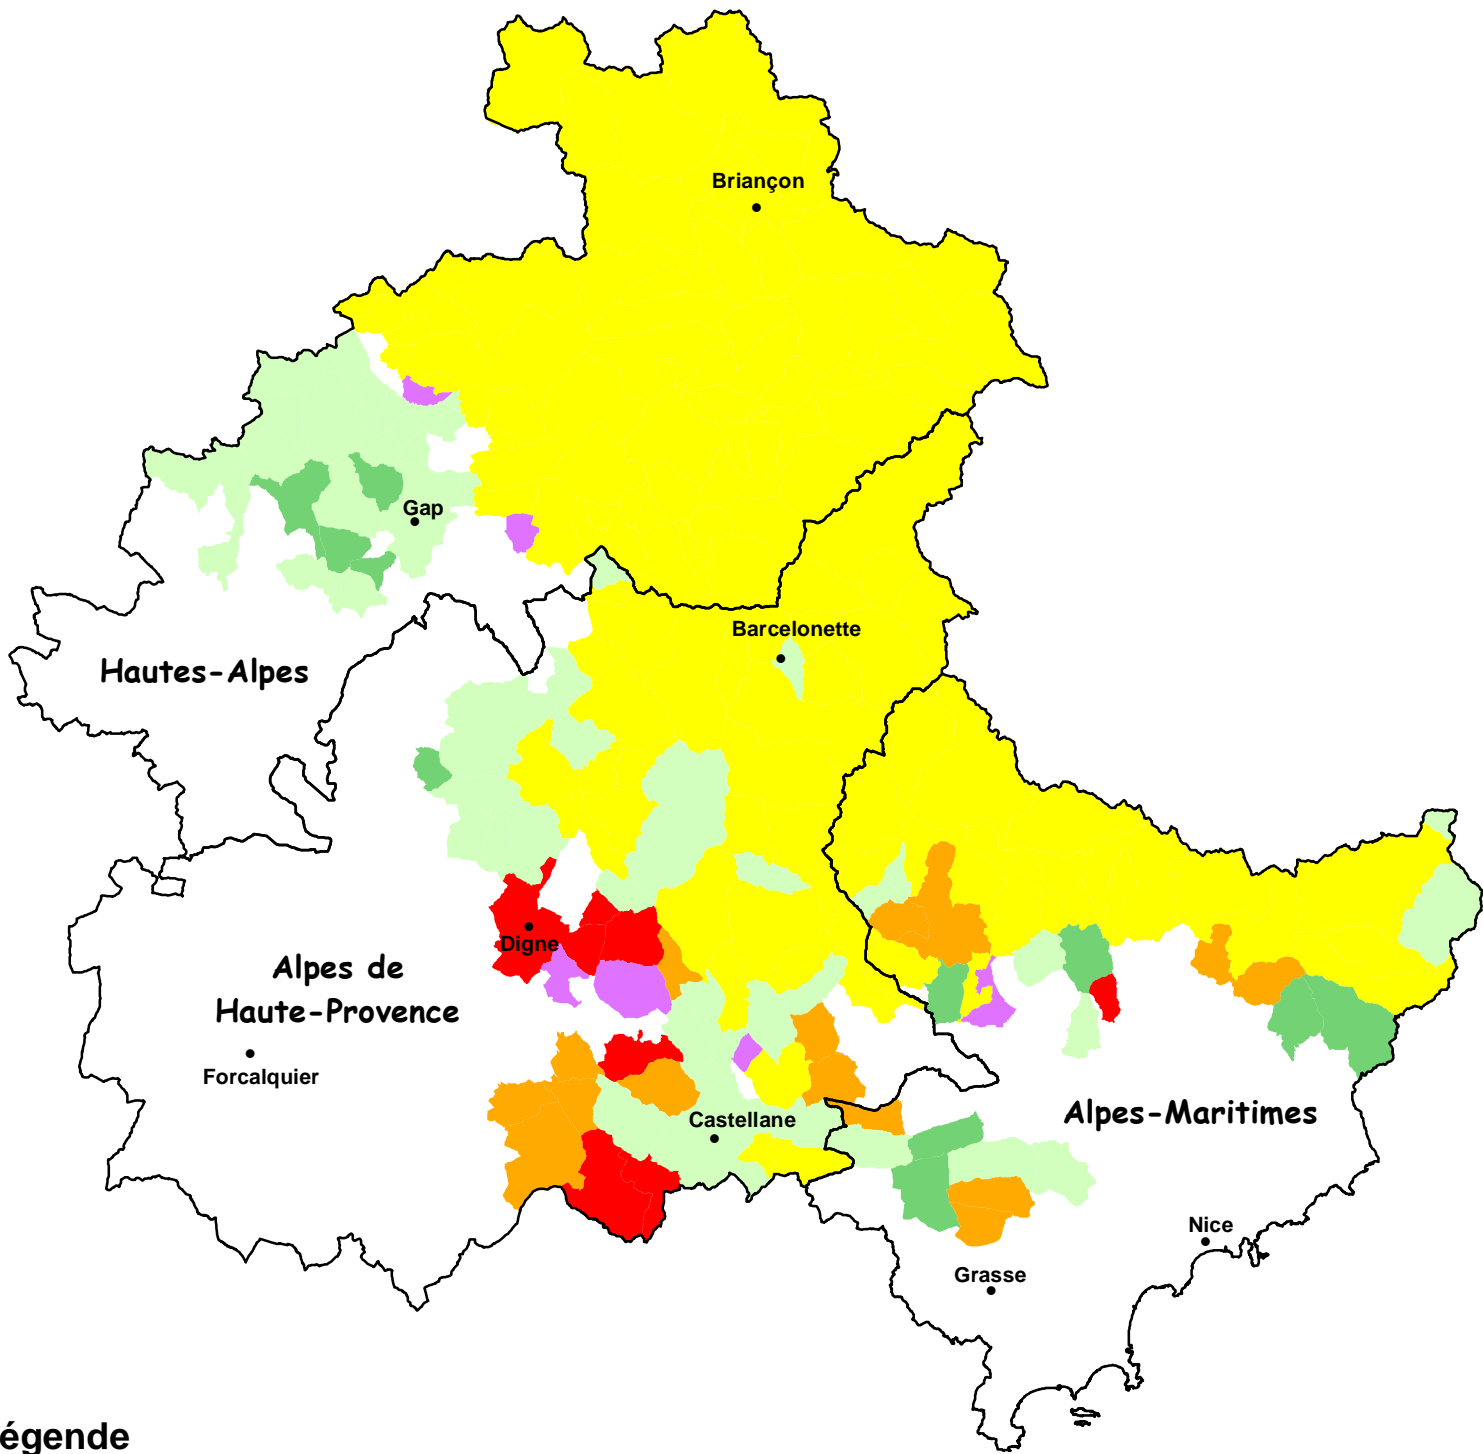 Briançon
Gap
Barcelonette
Hautes-Alpes
Digne
Alpes de
Haute-Provence
Forcalquier
Castellane
Alpes-Maritimes
Nice
Grasse
égende